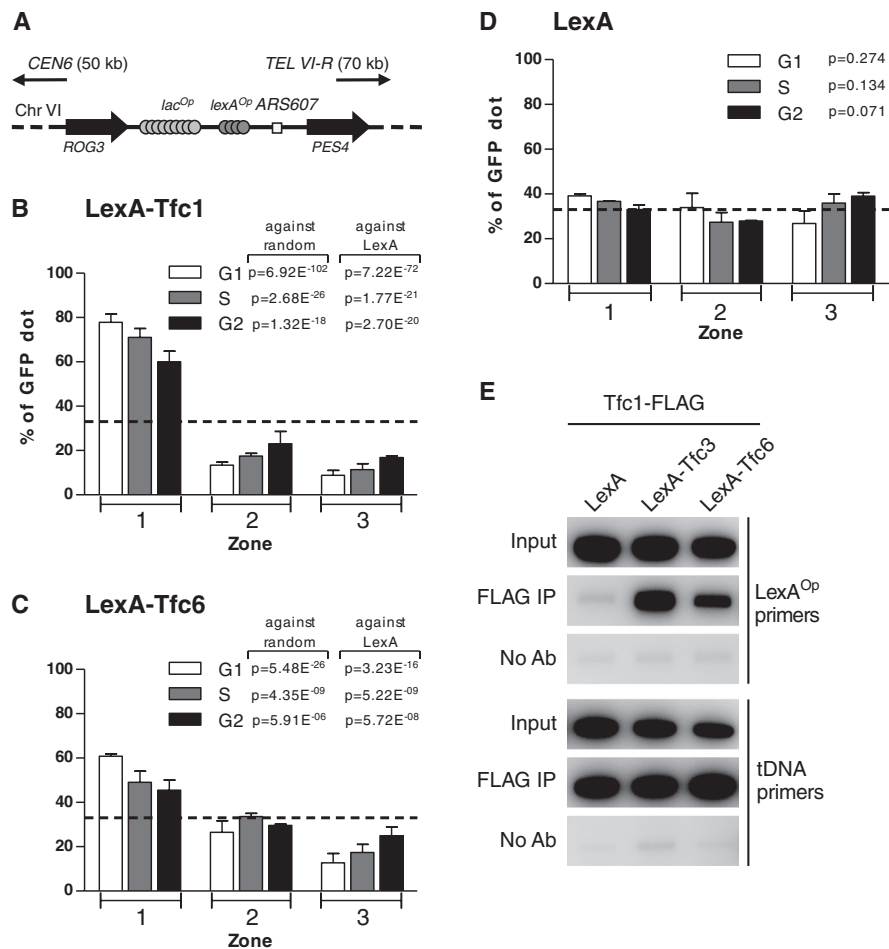 A
CEN6 (50 kb)
TEL VI-R (70 kb)
Chr VI
lacOp
lexAOp ARS607
ROG3
PES4
B LexA-Tfc1
against random
against LexA
G1 p=6.92E-102 p=7.22E-72
S p=2.68E-26 p=1.77E-21
G2 p=1.32E-18 p=2.70E-20
% of GFP dot
100
80
60
40
20
0
1 2 3
Zone
C LexA-Tfc6
against random
against LexA
G1 p=5.48E-26 p=3.23E-16
S p=4.35E-09 p=5.22E-09
G2 p=5.91E-06 p=5.72E-08
% of GFP dot
100
80
60
40
20
0
1 2 3
Zone
D LexA
G1 p=0.274
S p=0.134
G2 p=0.071
% of GFP dot
100
80
60
40
20
0
1 2 3
Zone
E
Tfc1-FLAG
LexA
LexA-Tfc3
LexA-Tfc6
Input
FLAG IP
No Ab
LexAOp
primers
Input
FLAG IP
No Ab
tDNA
primers